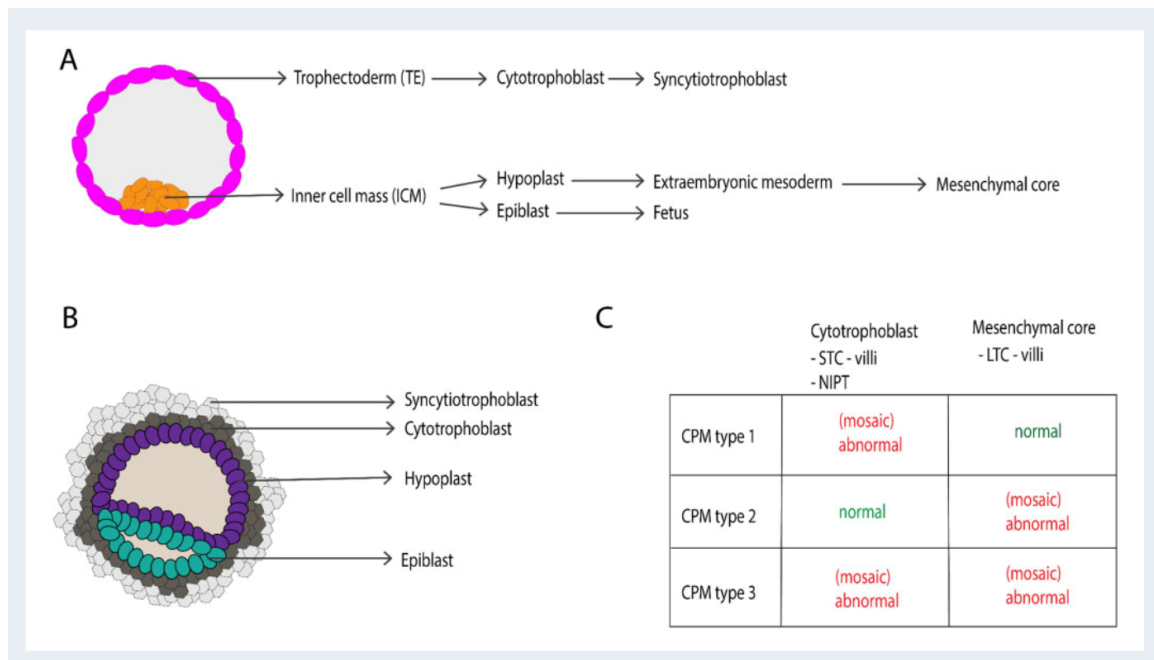 A
Trophectoderm (TE) Cytotrophoblast Syncytiotrophoblast
Hypoplast Extraembryonic mesoderm Mesenchymal core
Inner cell mass (ICM)
Epiblast Fetus
B
Syncytiotrophoblast
Cytotrophoblast
Hypoplast
Epiblast
C
Cytotrophoblast Mesenchymal core
- STC - villi - LTC - villi
- NIPT
CPM type 1 (mosaic) abnormal normal
CPM type 2 normal (mosaic) abnormal
CPM type 3 (mosaic) abnormal (mosaic) abnormal